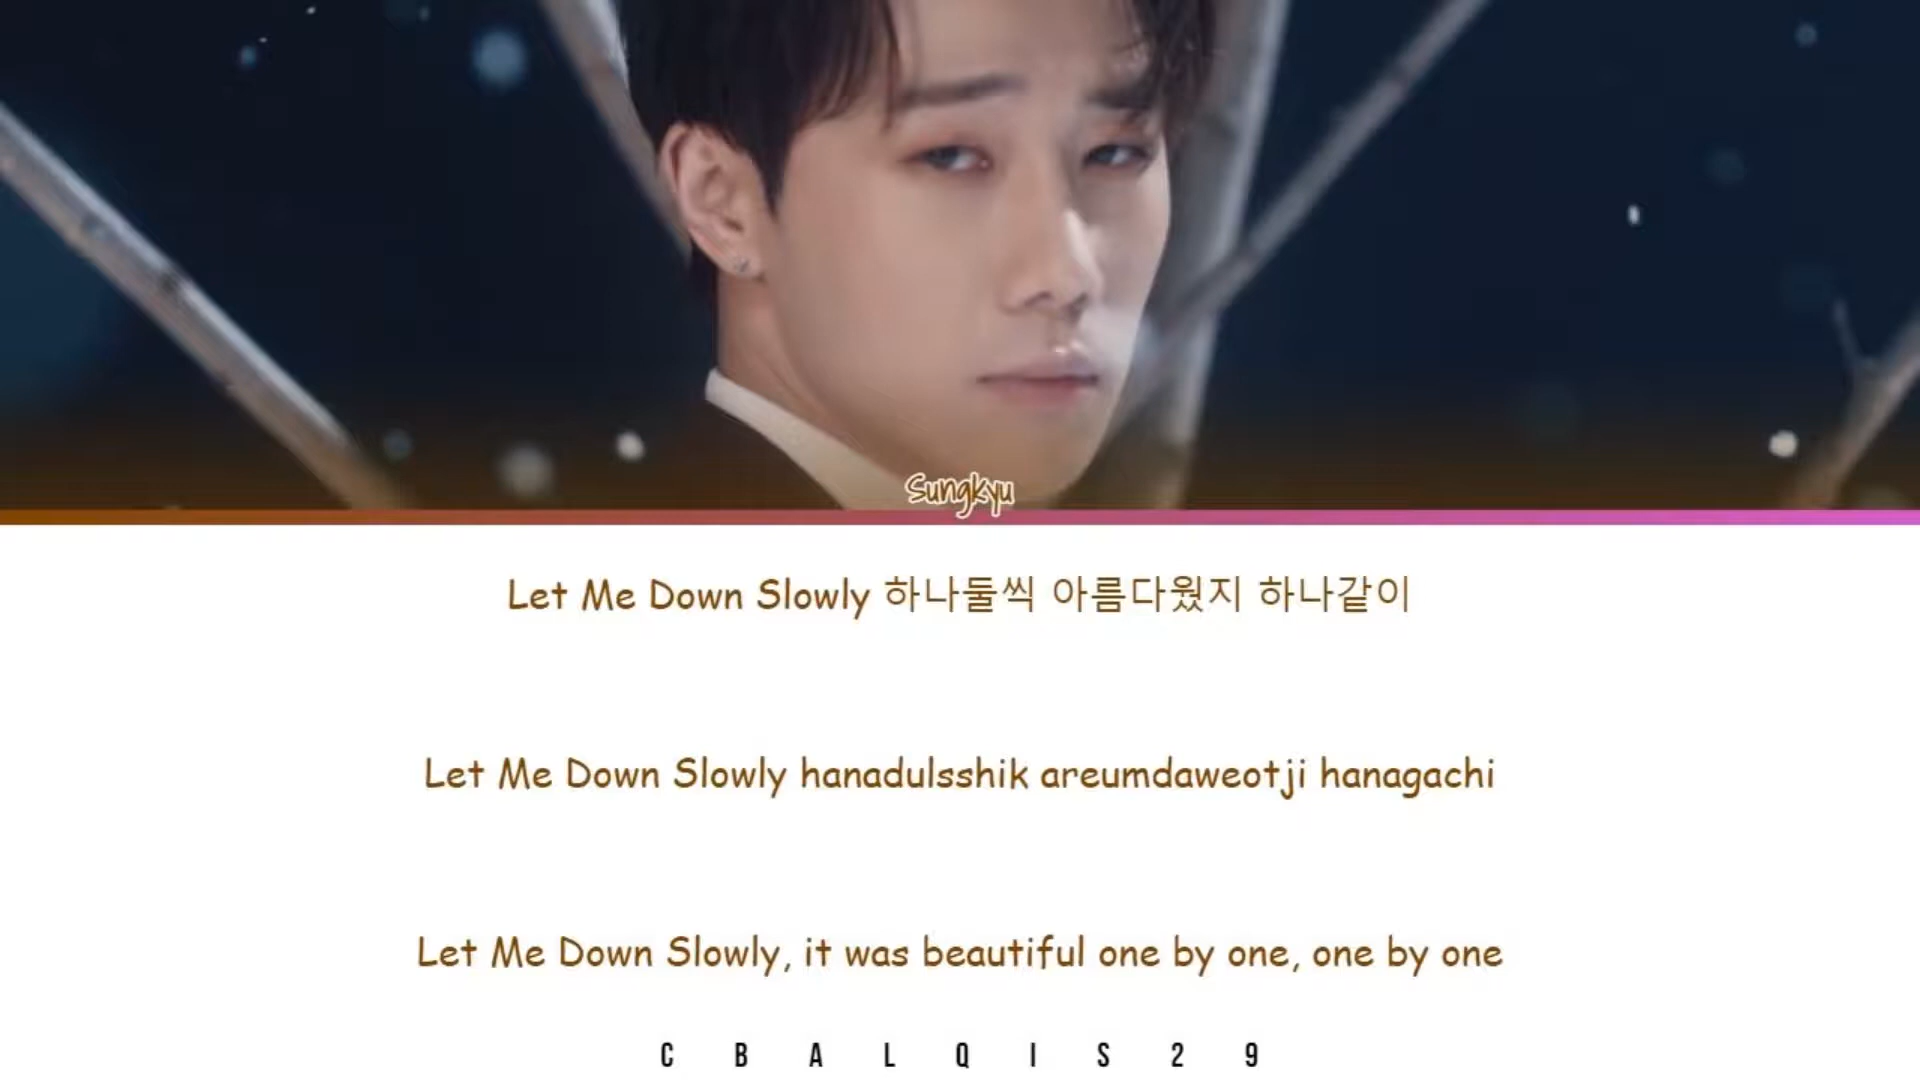 Sungkyu
Let Me Down Slowly 하나둘씩 아름다웠지 하나같이
Let Me Down Slowly hanadulsshik areumdaweotji hanagachi
Let Me Down Slowly, it was beautiful one by one, one by one
C B A L Q I S 2 9